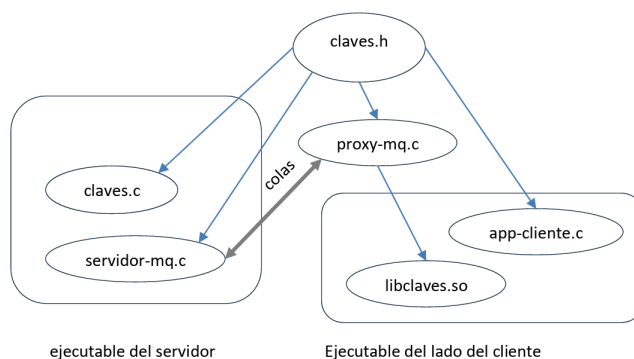 claves.h
proxy-mq.c
colas
claves.c
app-cliente.c
servidor-mq.c
libclaves.so
ejecutable del servidor
Ejecutable del lado del cliente